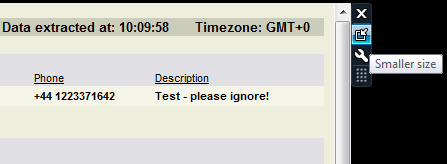 Data extracted at: 10:09:58 Timezone: GMT+0
Phone Description
+44 1223371642 Test - please ignore!
Smaller size